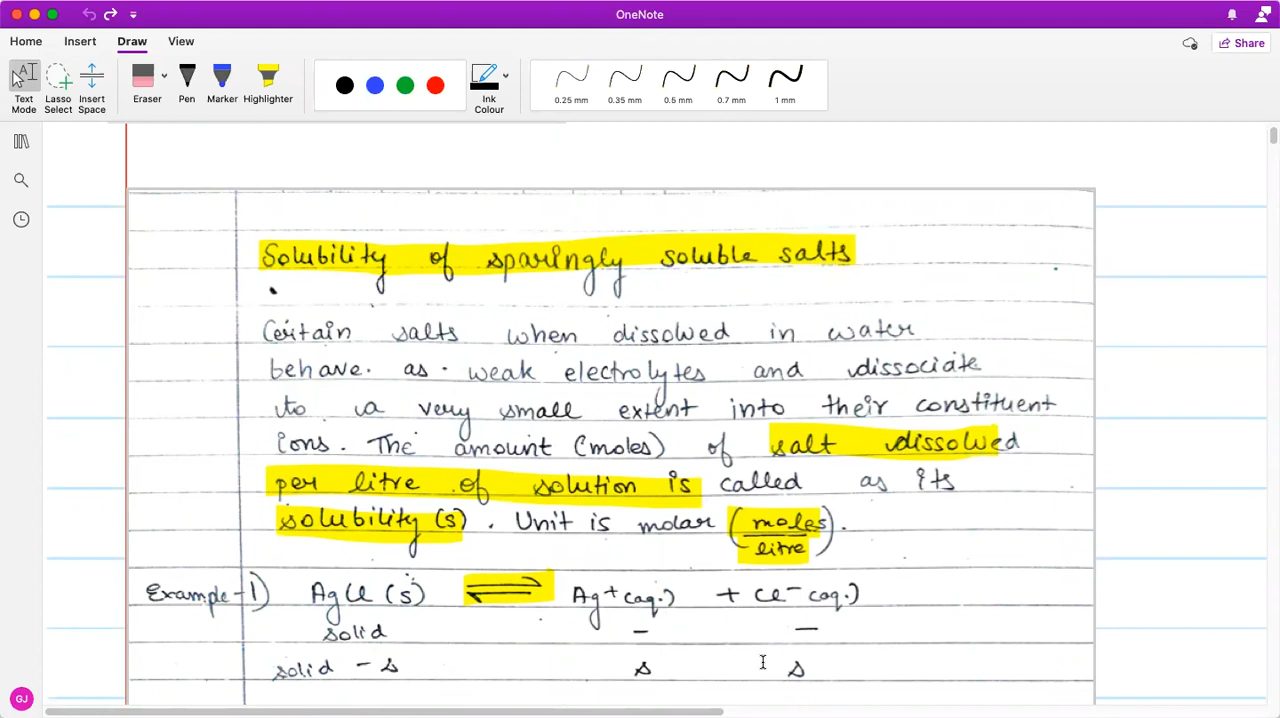 OneNote
Home Insert Draw View
Share
Text Mode
Lasso Select
Insert Space
Eraser
Pen
Marker
Highlighter
Ink Colour
0.25 mm 0.35 mm 0.5 mm 0.7 mm 1 mm
Solubility of sparingly soluble salts
Certain salts when dissolved in water
behave. as. weak electrolytes and dissociate
to a very small extent into their constituent
ions. The amount (moles) of salt dissolved
per litre of solution is called as its
solubility (s). Unit is molar (moles/litre).
Example-1) AgCl (s) ⇌ Ag+ (aq.) + Cl- (aq.)
solid – –
solid - s s s
GJ